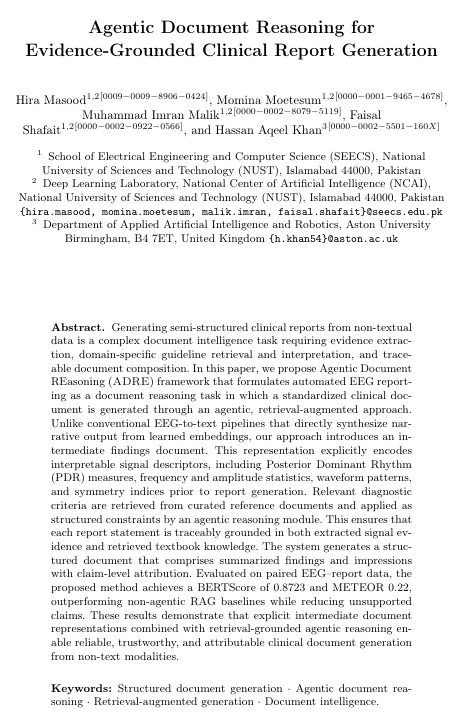 Agentic Document Reasoning for
Evidence-Grounded Clinical Report Generation
Hira Masood1,2[0009−0009−8906−0424], Momina Moetesum1,2[0000−0001−9465−4678],
Muhammad Imran Malik1,2[0000−0002−8079−5119], Faisal
Shafait1,2[0000−0002−0922−0566], and Hassan Aqeel Khan3[0000−0002−5501−160X]
1 School of Electrical Engineering and Computer Science (SEECS), National
University of Sciences and Technology (NUST), Islamabad 44000, Pakistan
2 Deep Learning Laboratory, National Center of Artificial Intelligence (NCAI),
National University of Sciences and Technology (NUST), Islamabad 44000, Pakistan
{hira.masood, momina.moetesum, malik.imran, faisal.shafait}@seecs.edu.pk
3 Department of Applied Artificial Intelligence and Robotics, Aston University
Birmingham, B4 7ET, United Kingdom {h.khan54}@aston.ac.uk
Abstract. Generating semi-structured clinical reports from non-textual
data is a complex document intelligence task requiring evidence extrac-
tion, domain-specific guideline retrieval and interpretation, and trace-
able document composition. In this paper, we propose Agentic Document
REasoning (ADRE) framework that formulates automated EEG report-
ing as a document reasoning task in which a standardized clinical doc-
ument is generated through an agentic, retrieval-augmented approach.
Unlike conventional EEG-to-text pipelines that directly synthesize nar-
rative output from learned embeddings, our approach introduces an in-
termediate findings document. This representation explicitly encodes
interpretable signal descriptors, including Posterior Dominant Rhythm
(PDR) measures, frequency and amplitude statistics, waveform patterns,
and symmetry indices prior to report generation. Relevant diagnostic
criteria are retrieved from curated reference documents and applied as
structured constraints by an agentic reasoning module. This ensures that
each report statement is traceably grounded in both extracted signal ev-
idence and retrieved textbook knowledge. The system generates a struc-
tured document that comprises summarized findings and impressions
with claim-level attribution. Evaluated on paired EEG–report data, the
proposed method achieves a BERTScore of 0.8723 and METEOR 0.22,
outperforming non-agentic RAG baselines while reducing unsupported
claims. These results demonstrate that explicit intermediate document
representations combined with retrieval-grounded agentic reasoning en-
able reliable, trustworthy, and attributable clinical document generation
from non-text modalities.
Keywords: Structured document generation · Agentic document rea-
soning · Retrieval-augmented generation · Document intelligence.